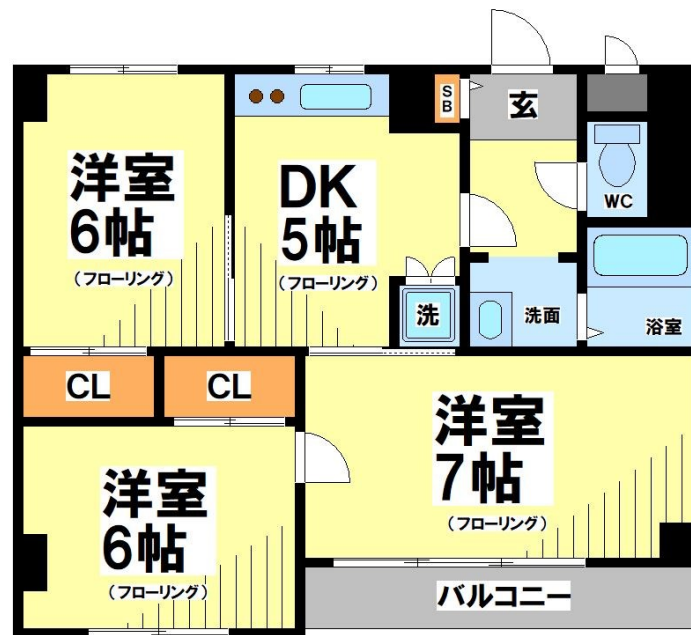 洋室
6帖
(フローリング)
DK
5帖
(フローリング)
SB
玄
WC
洗
洗面
浴室
CL
CL
洋室
6帖
(フローリング)
洋室
7帖
(フローリング)
バルコニー